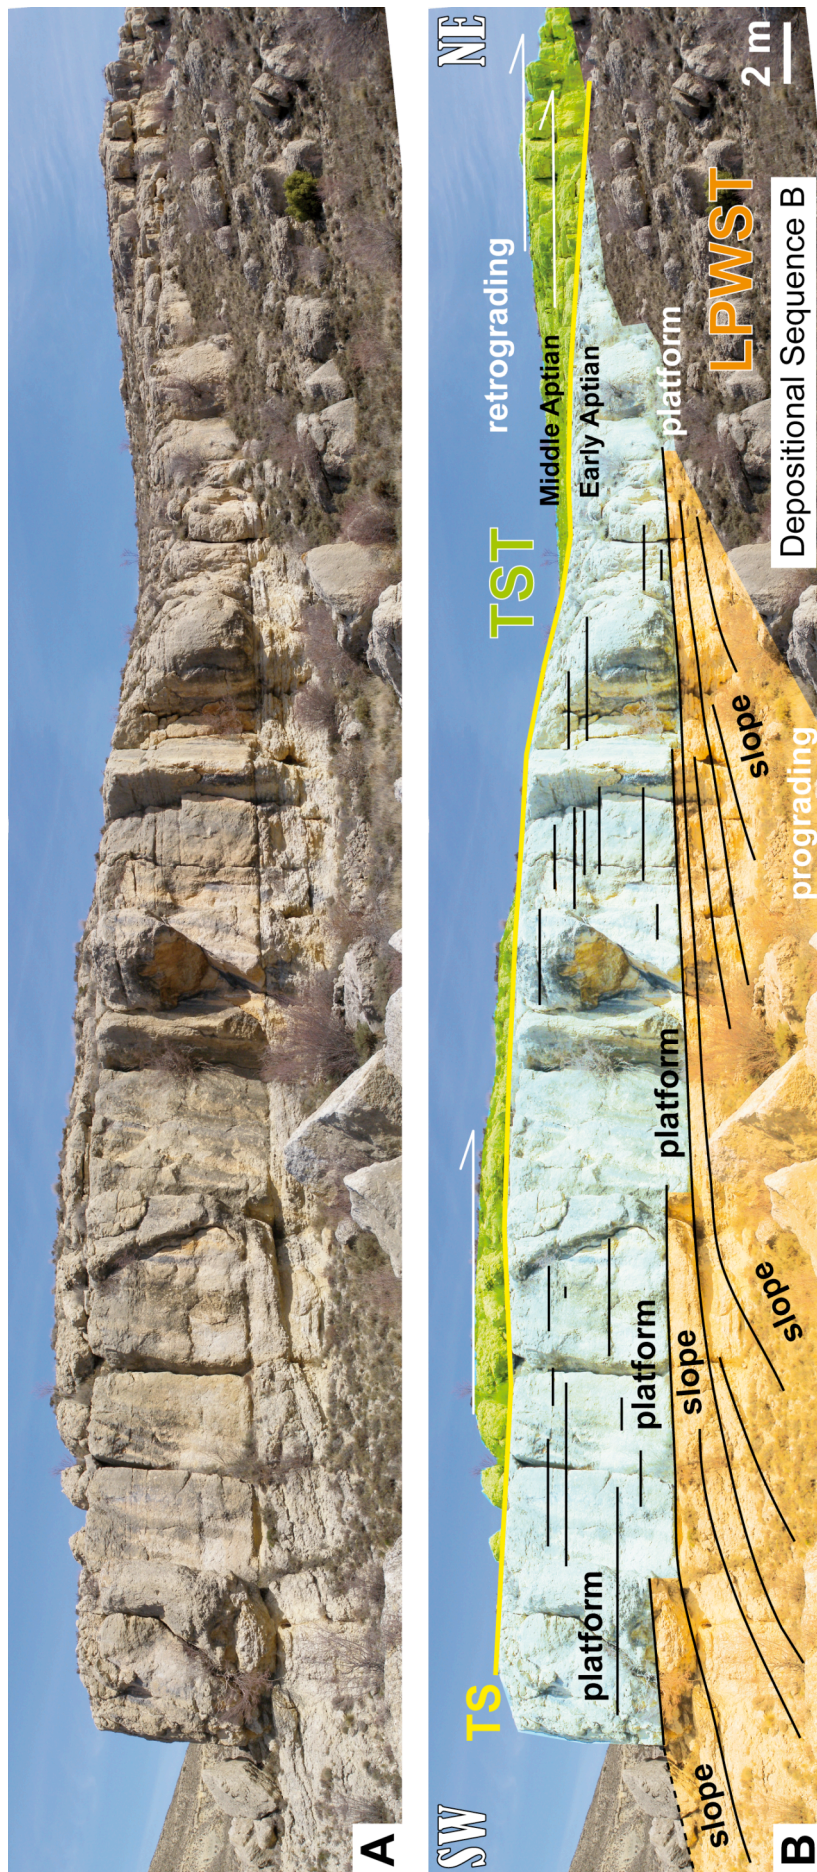 A
SW
NE
TS
TST
retrograding
Middle Aptian
Early Aptian
platform
platform
platform
platform
slope
slope
slope
slope
prograding
LPWST
2 m
Depositional Sequence B
B